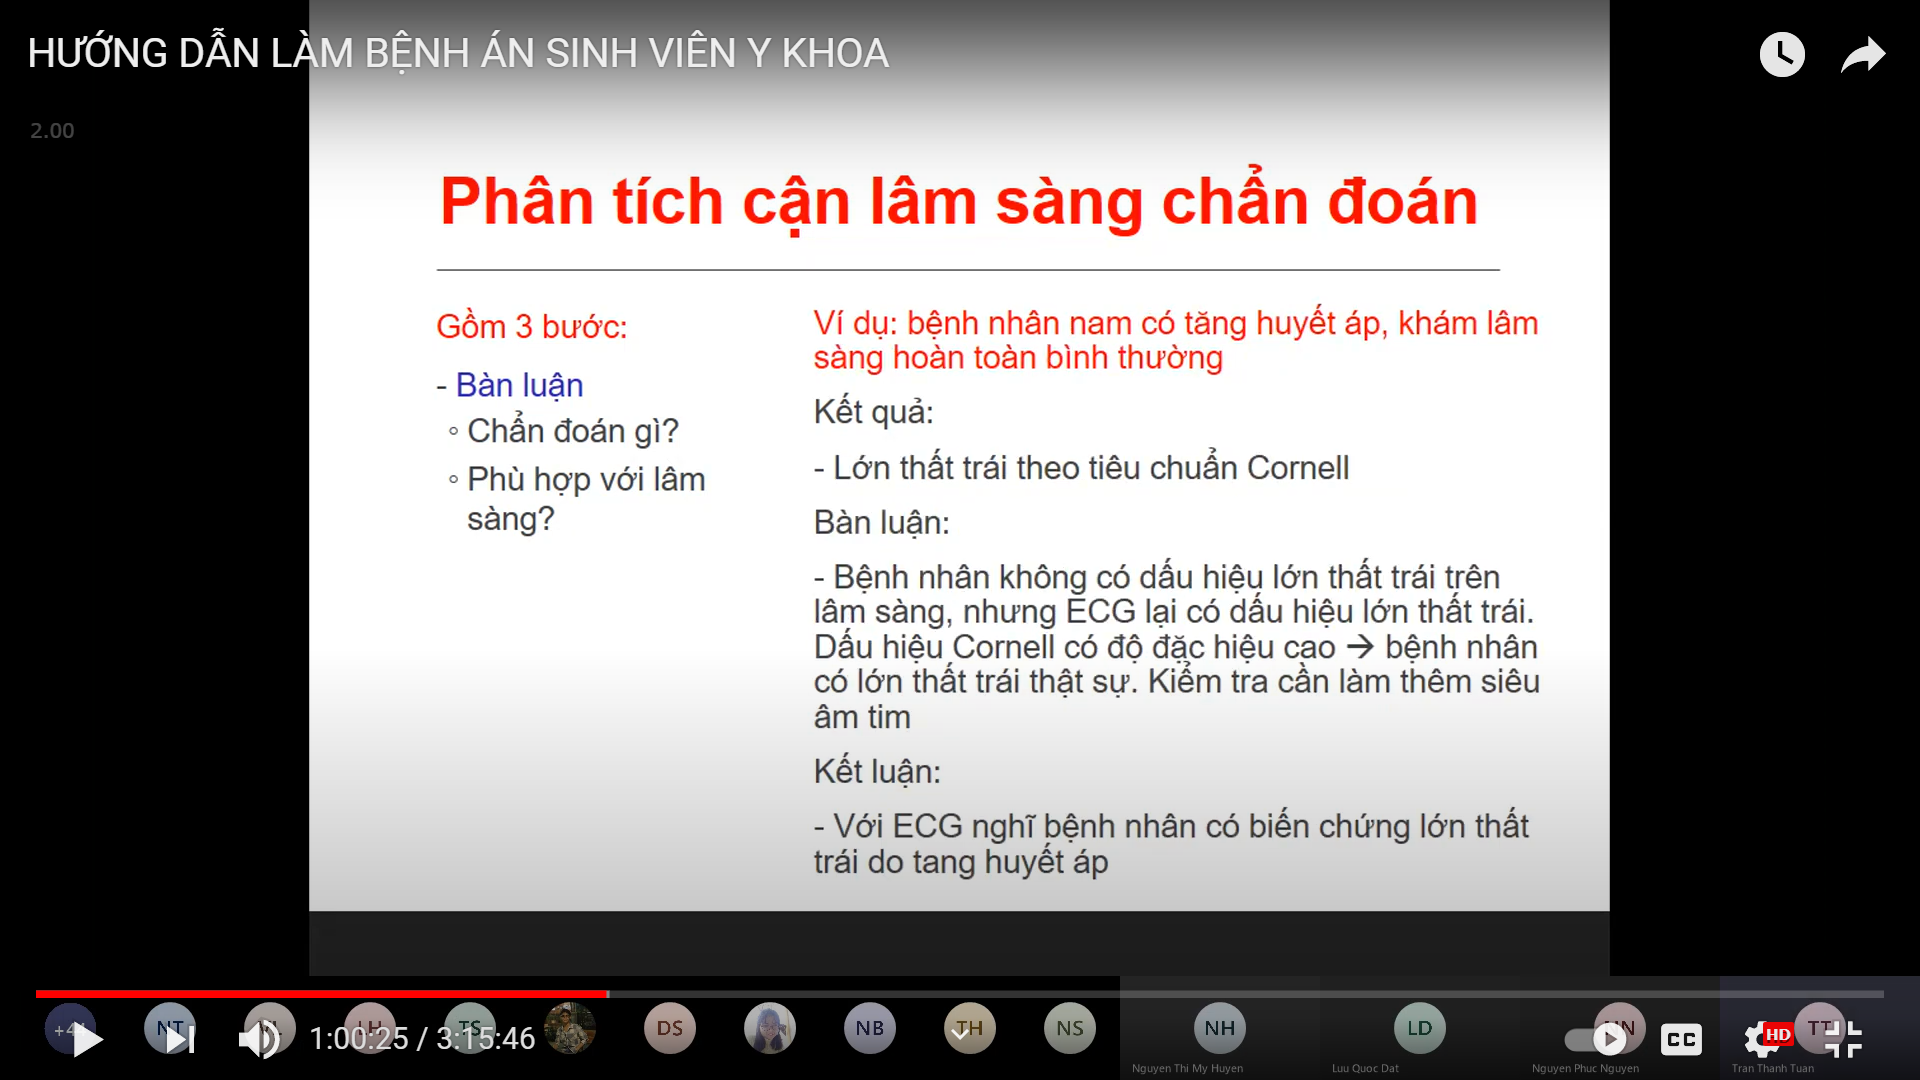 HƯỚNG DẪN LÀM BỆNH ÁN SINH VIÊN Y KHOA
2.00
Phân tích cận lâm sàng chẩn đoán
Gồm 3 bước:
- Bàn luận
◦ Chẩn đoán gì?
◦ Phù hợp với lâm
sàng?
Ví dụ: bệnh nhân nam có tăng huyết áp, khám lâm
sàng hoàn toàn bình thường
Kết quả:
- Lớn thất trái theo tiêu chuẩn Cornell
Bàn luận:
- Bệnh nhân không có dấu hiệu lớn thất trái trên
lâm sàng, nhưng ECG lại có dấu hiệu lớn thất trái.
Dấu hiệu Cornell có độ đặc hiệu cao → bệnh nhân
có lớn thất trái thật sự. Kiểm tra cần làm thêm siêu
âm tim
Kết luận:
- Với ECG nghĩ bệnh nhân có biến chứng lớn thất
trái do tang huyết áp
1:00:25 / 3:15:46
NT
LH
TS
DS
NB
TH
NS
NH
LD
TT
CC
HD
Nguyen Thi My Huyen
Luu Quoc Dat
Nguyen Phuc Nguyen
Tran Thanh Tuan